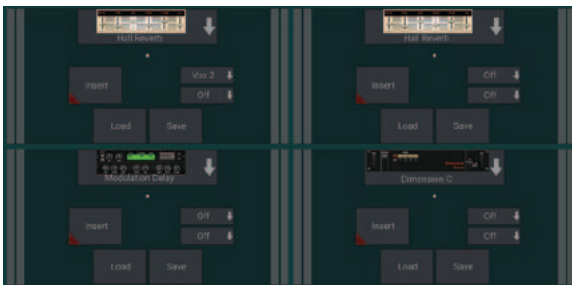 Hall Reverb
Hall Reverb
Vox 2
Off
Insert
Off
Insert
Off
Load
Save
Load
Save
Modulation Delay
Dimension C
Off
Off
Insert
Off
Insert
Off
Load
Save
Load
Save